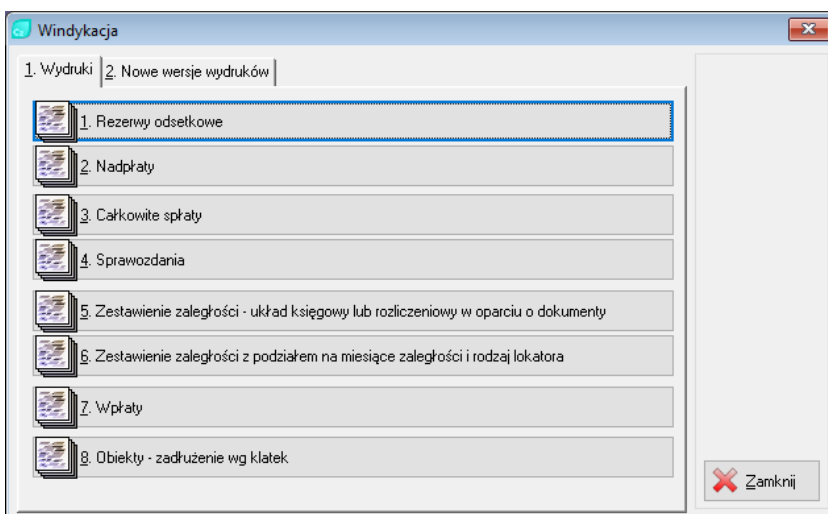 Windykacja
1. Wydruki
2. Nowe wersje wydruków
1. Rezerwy odsetkowe
2. Nadpłaty
3. Całkowite spłaty
4. Sprawozdania
5. Zestawienie zaległości - układ księgowy lub rozliczeniowy w oparciu o dokumenty
6. Zestawienie zaległości z podziałem na miesiące zaległości i rodzaj lokatora
7. Wpłaty
8. Obiekty - zadłużenie wg klatek
Zamknij